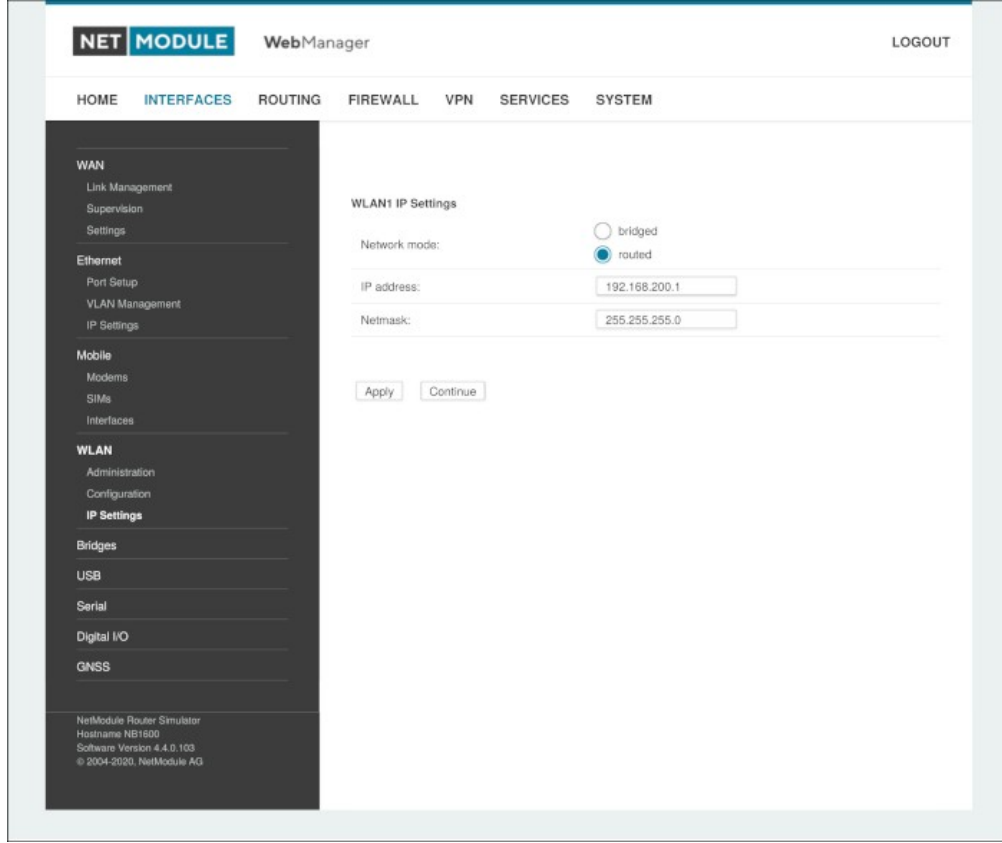 NET MODULE WebManager LOGOUT
HOME INTERFACES ROUTING FIREWALL VPN SERVICES SYSTEM
WAN
Link Management
Supervision
Settings
Ethernet
Port Setup
VLAN Management
IP Settings
Mobile
Modems
SIMs
Interfaces
WLAN
Administration
Configuration
IP Settings
Bridges
USB
Serial
Digital I/O
GNSS
NetModule Router Simulator
Hostname NB1600
Software Version 4.4.0.103
© 2004-2020, NetModule AG
WLAN1 IP Settings
Network mode:
bridged
routed
IP address: 192.168.200.1
Netmask: 255.255.255.0
Apply Continue